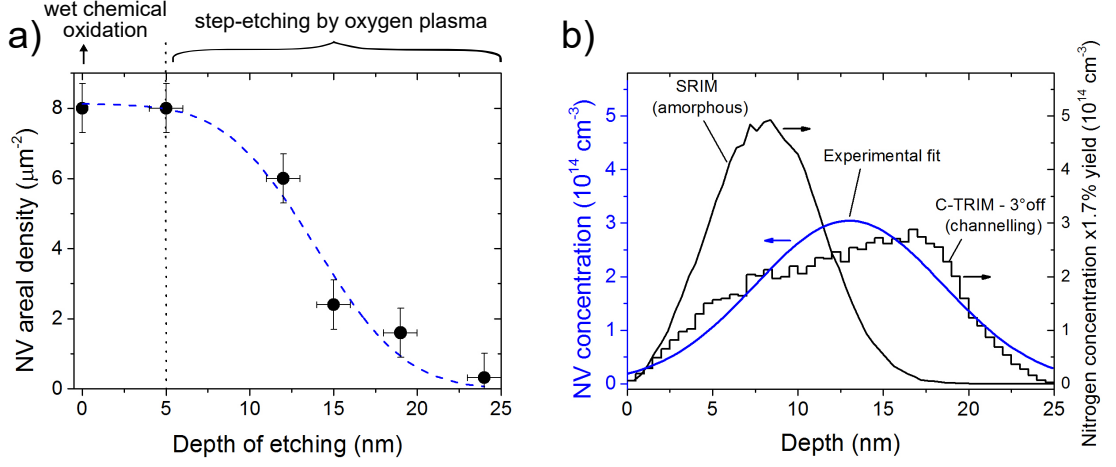 a)
wet chemical
oxidation
step-etching by oxygen plasma
NV areal density (μm-2)
8
6
4
2
0
0 5 10 15 20 25
Depth of etching (nm)
b)
NV concentration (1014 cm-3)
5
4
3
2
1
0
SRIM
(amorphous)
Experimental fit
C-TRIM - 3°off
(channelling)
5
4
3
2
1
0
Nitrogen concentration x1.7% yield (1014 cm-3)
0 5 10 15 20 25
Depth (nm)